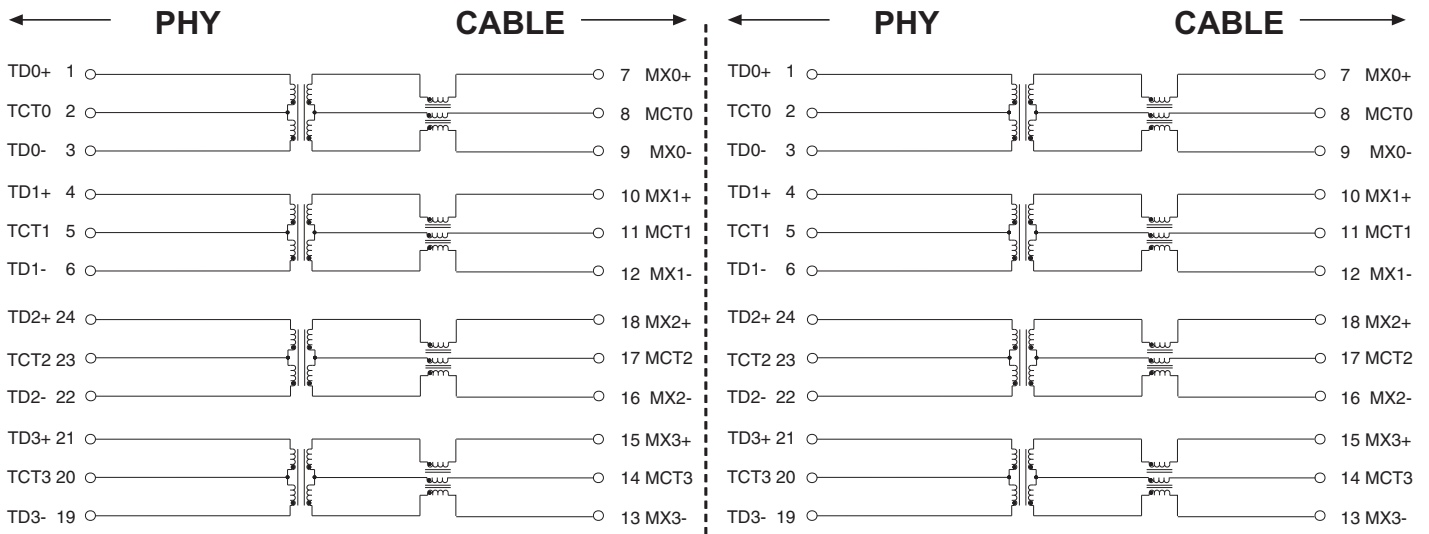 PHY CABLE
TD0+ 1 7 MX0+
TCT0 2 8 MCT0
TD0- 3 9 MX0-
TD1+ 4 10 MX1+
TCT1 5 11 MCT1
TD1- 6 12 MX1-
TD2+ 24 18 MX2+
TCT2 23 17 MCT2
TD2- 22 16 MX2-
TD3+ 21 15 MX3+
TCT3 20 14 MCT3
TD3- 19 13 MX3-
PHY CABLE
TD0+ 1 7 MX0+
TCT0 2 8 MCT0
TD0- 3 9 MX0-
TD1+ 4 10 MX1+
TCT1 5 11 MCT1
TD1- 6 12 MX1-
TD2+ 24 18 MX2+
TCT2 23 17 MCT2
TD2- 22 16 MX2-
TD3+ 21 15 MX3+
TCT3 20 14 MCT3
TD3- 19 13 MX3-